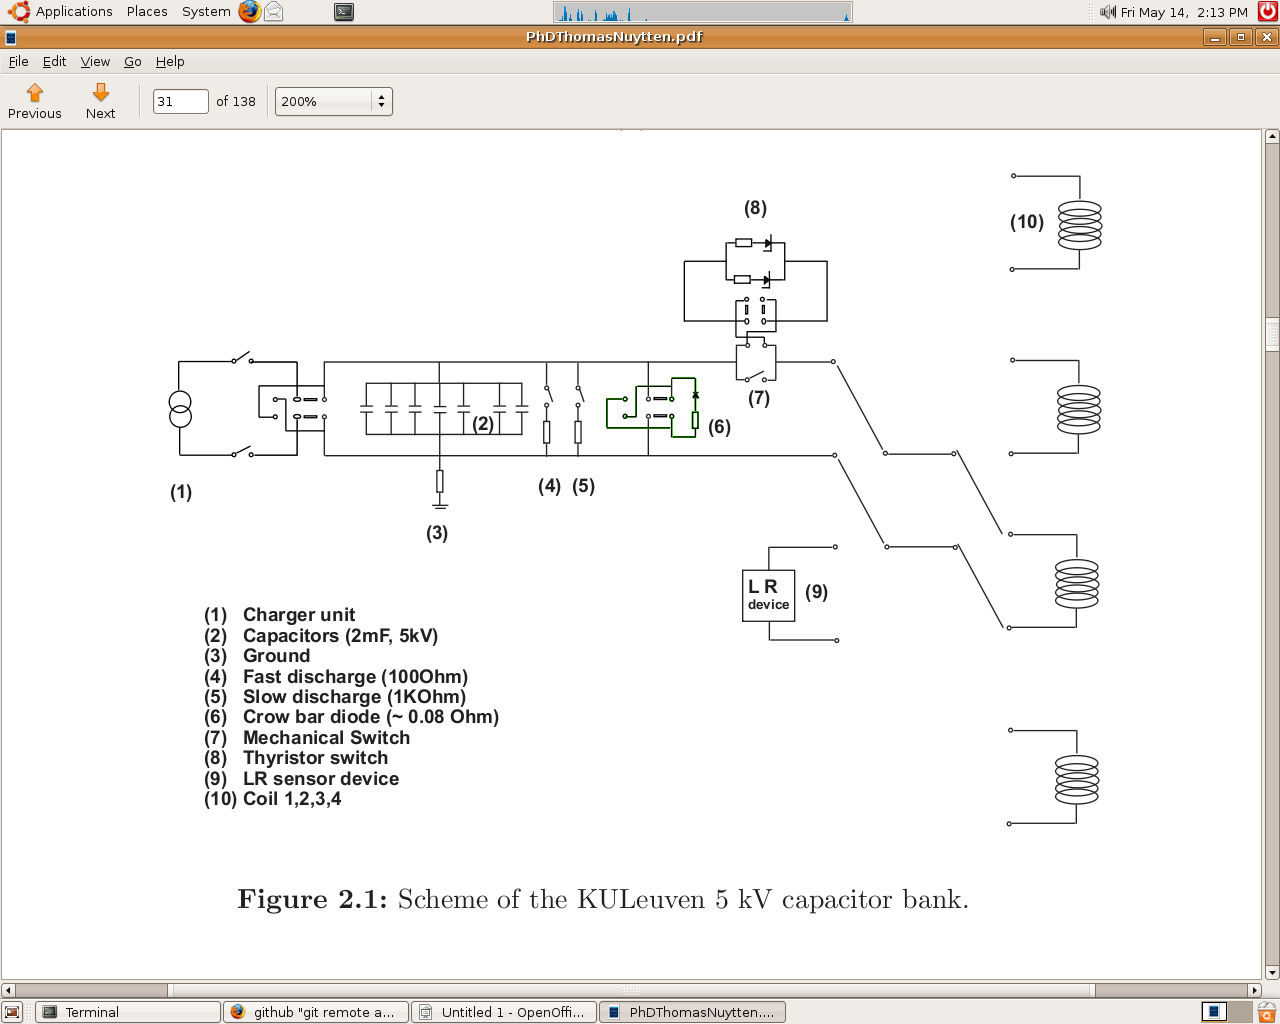 Applications Places System Fri May 14, 2:13 PM
PhDThomasNuytten.pdf
File Edit View Go Help
Previous Next 31 of 138 200%
(8)
(10)
(7)
(2)
(6)
(1)
(4) (5)
(3)
L R
device
(9)
(1) Charger unit
(2) Capacitors (2mF, 5kV)
(3) Ground
(4) Fast discharge (100Ohm)
(5) Slow discharge (1KOhm)
(6) Crow bar diode (~ 0.08 Ohm)
(7) Mechanical Switch
(8) Thyristor switch
(9) LR sensor device
(10) Coil 1,2,3,4
Figure 2.1: Scheme of the KULeuven 5 kV capacitor bank.
Terminal github "git remote a... Untitled 1 - OpenOffi... PhDThomasNuytten....